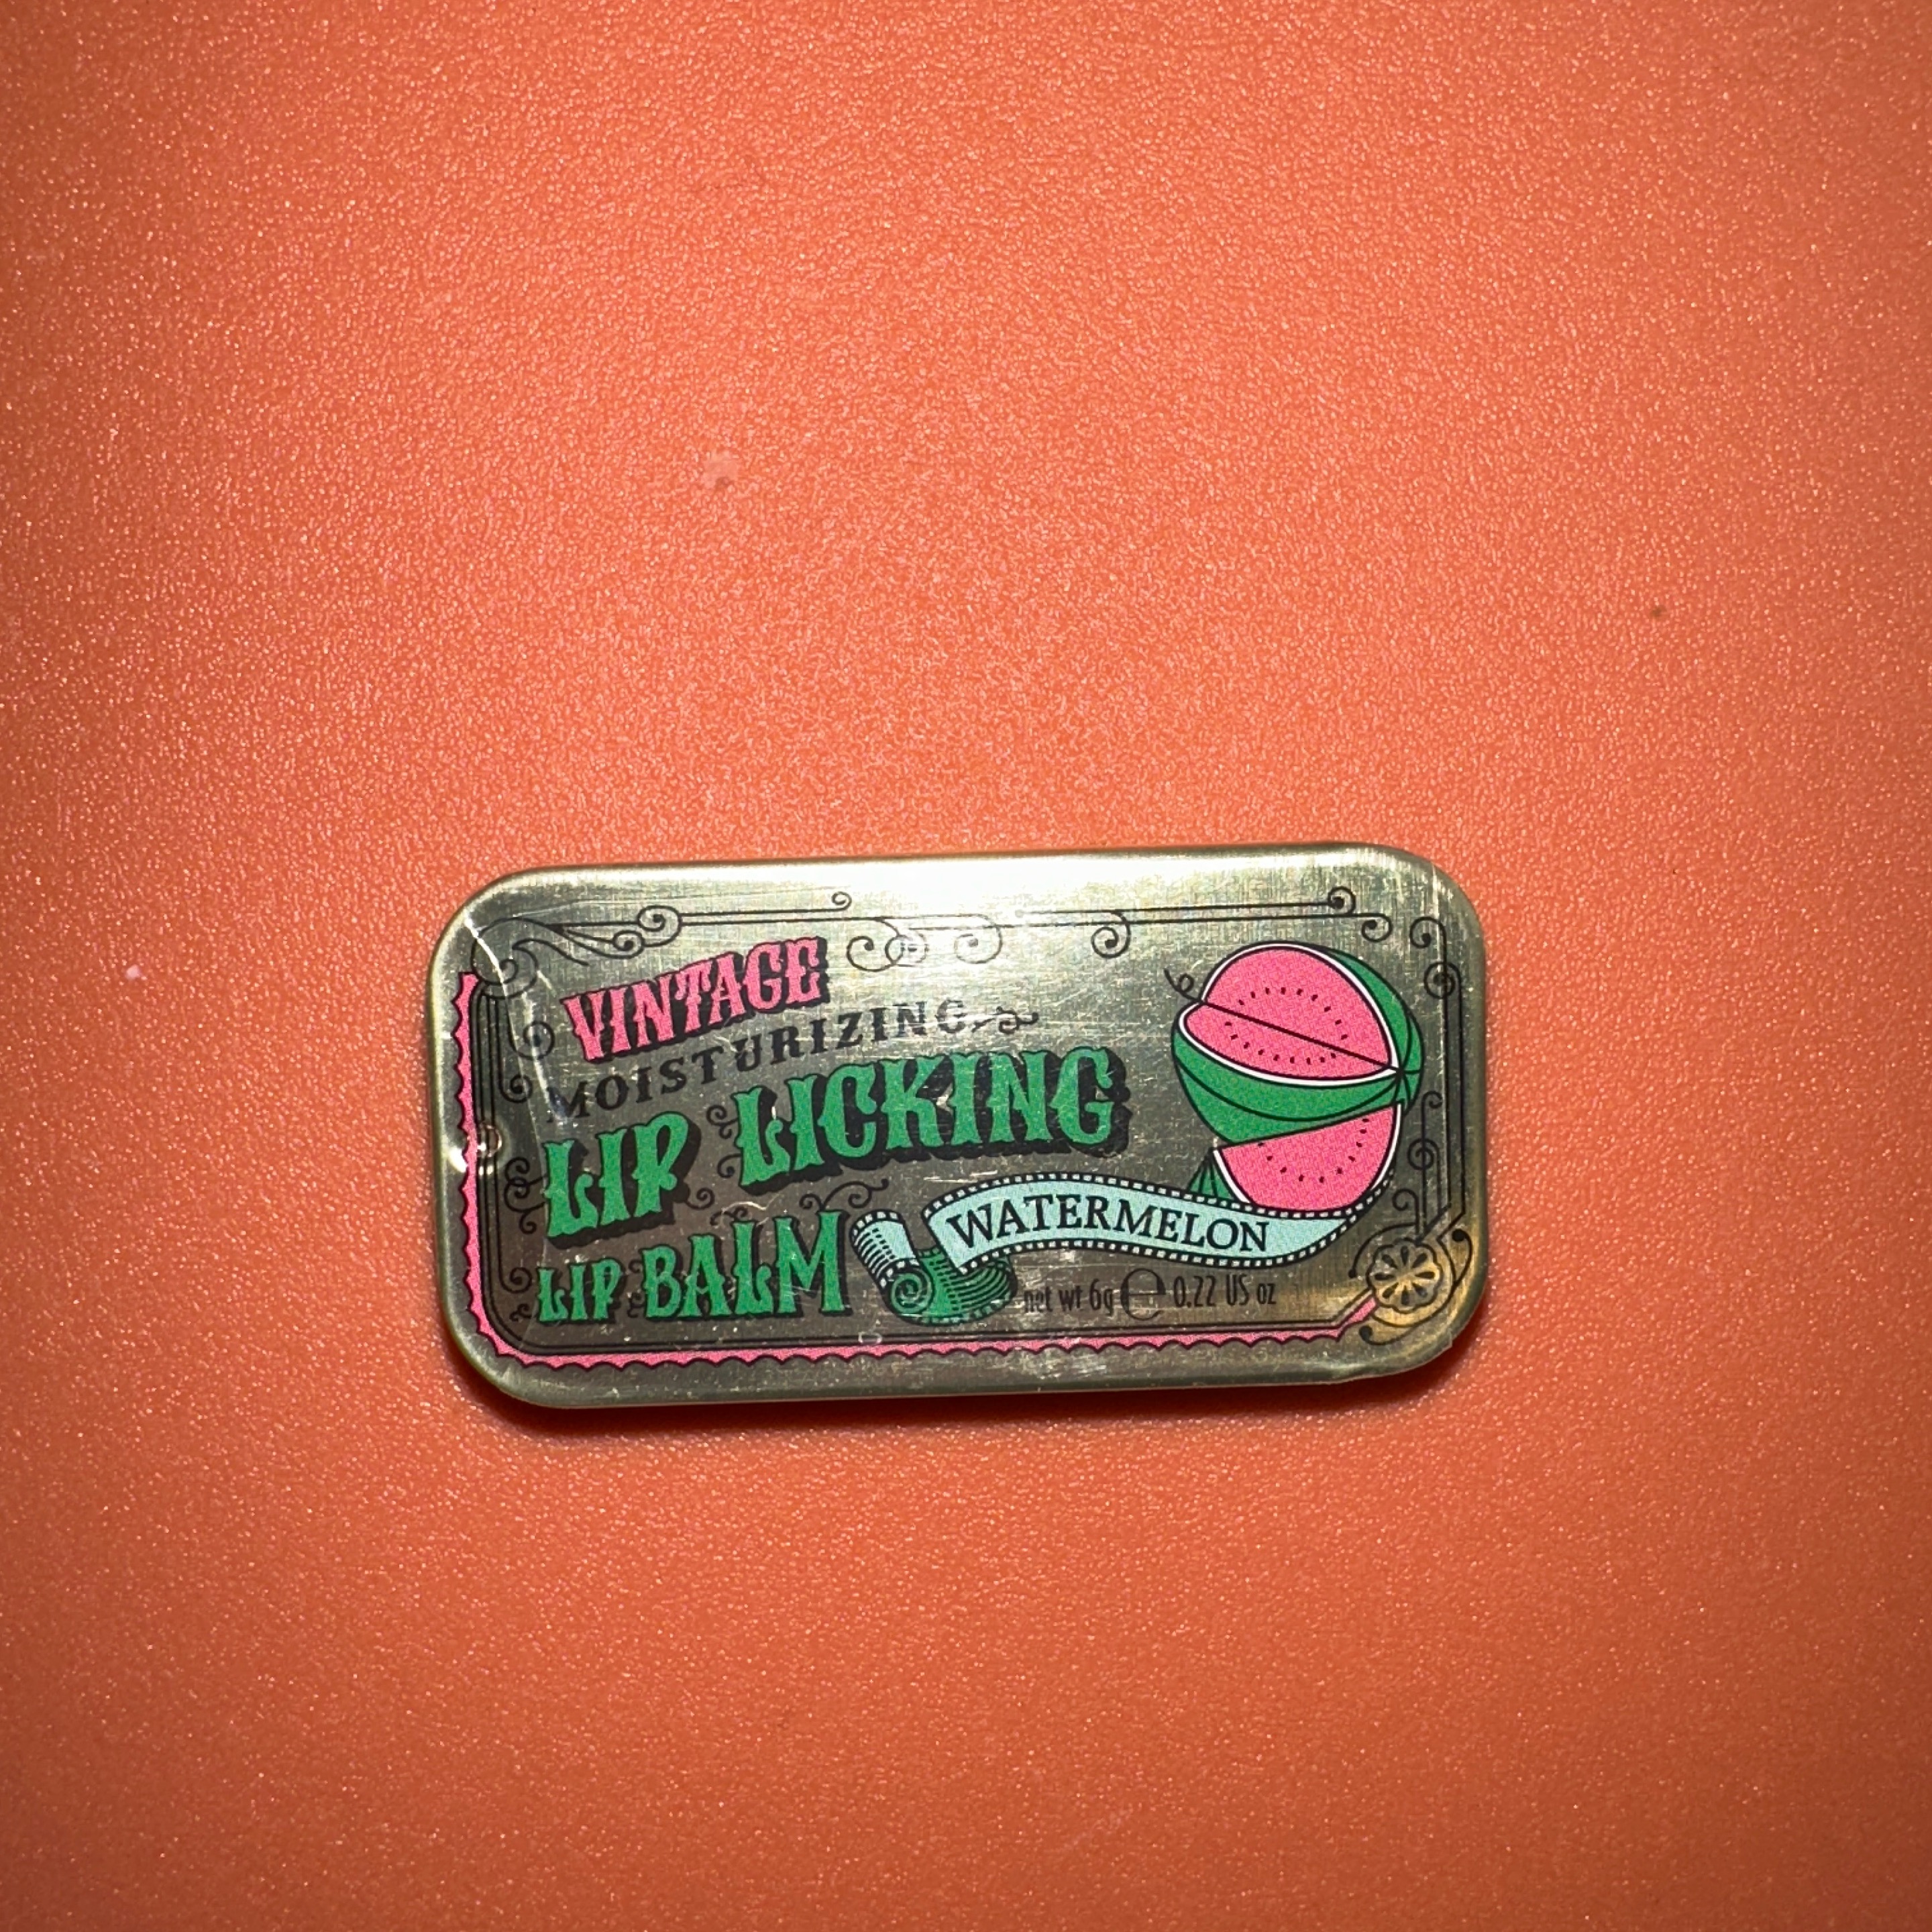 VINTAGE
MOISTURIZING
LIP LICKING
LIP BALM
WATERMELON
net wt 6g ℮ 0.22 US oz